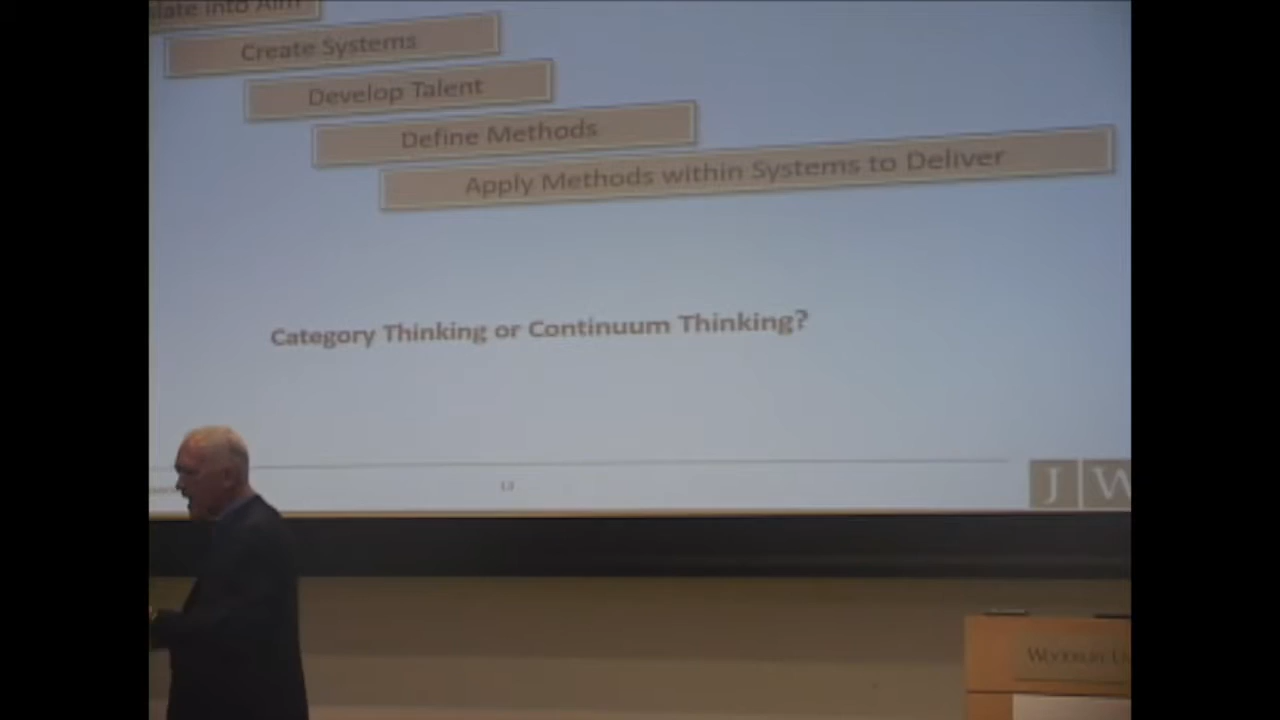 late into Aim
Create Systems
Develop Talent
Define Methods
Apply Methods within Systems to Deliver
Category Thinking or Continuum Thinking?
13
J W